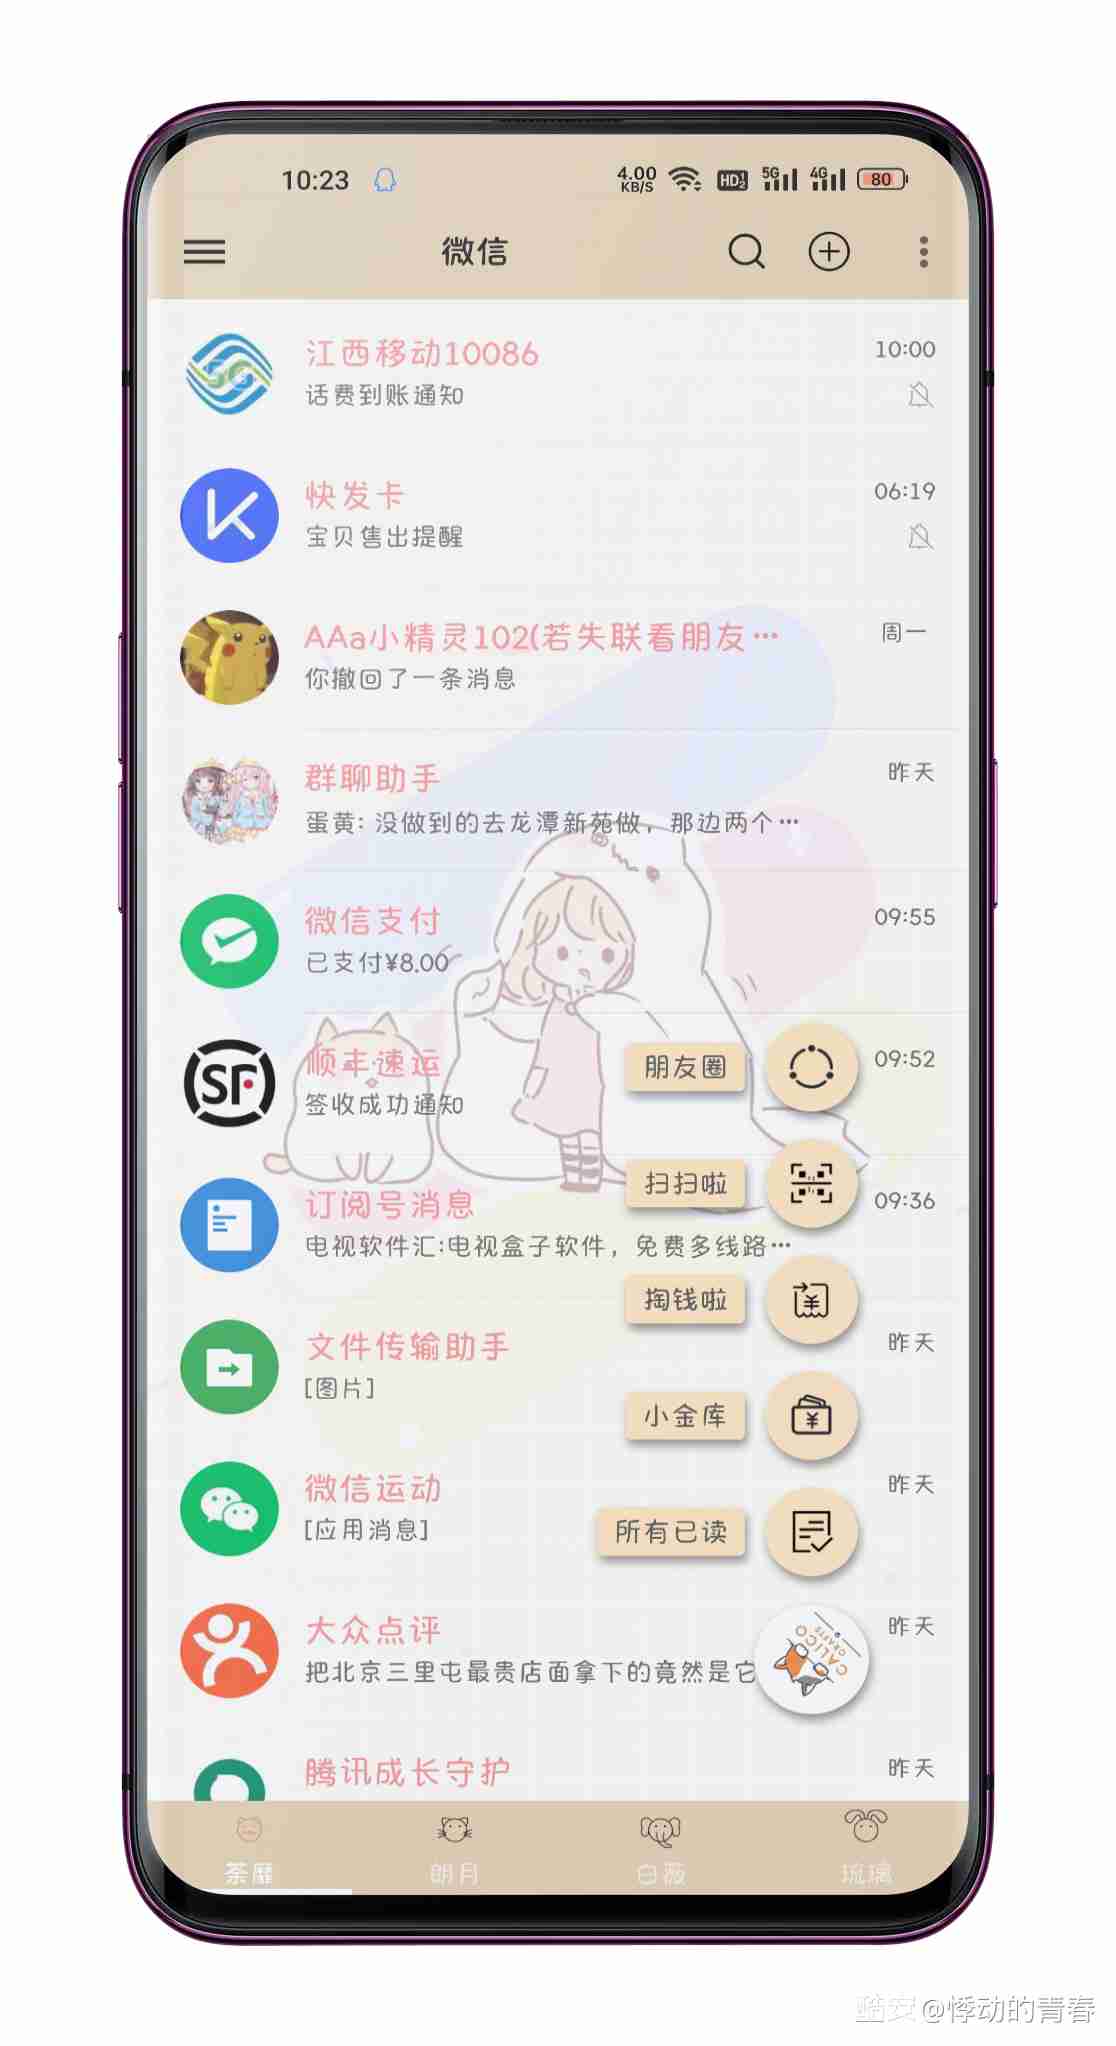 10:23 4.00 KB/S HD 1 2 5G 4G 80
微信
江西移动10086 10:00
5G
话费到账通知
快发卡 06:19
宝贝售出提醒
AAa小精灵102(若失联看朋友… 周一
你撤回了一条消息
群聊助手 昨天
蛋黄: 没做到的去龙潭新苑做，那边两个…
微信支付 09:55
已支付¥8.00
顺丰速运 09:52
SF
签收成功通知
朋友圈
扫扫啦
订阅号消息 09:36
电视软件汇:电视盒子软件，免费多线路…
掏钱啦
文件传输助手 昨天
[图片]
小金库
微信运动 昨天
[应用消息]
所有已读
大众点评 昨天
把北京三里屯最贵店面拿下的竟然是它
CALICO
CRAFTS
腾讯成长守护 昨天
荼靡 朗月 白薇 琉璃
酷安@悸动的青春